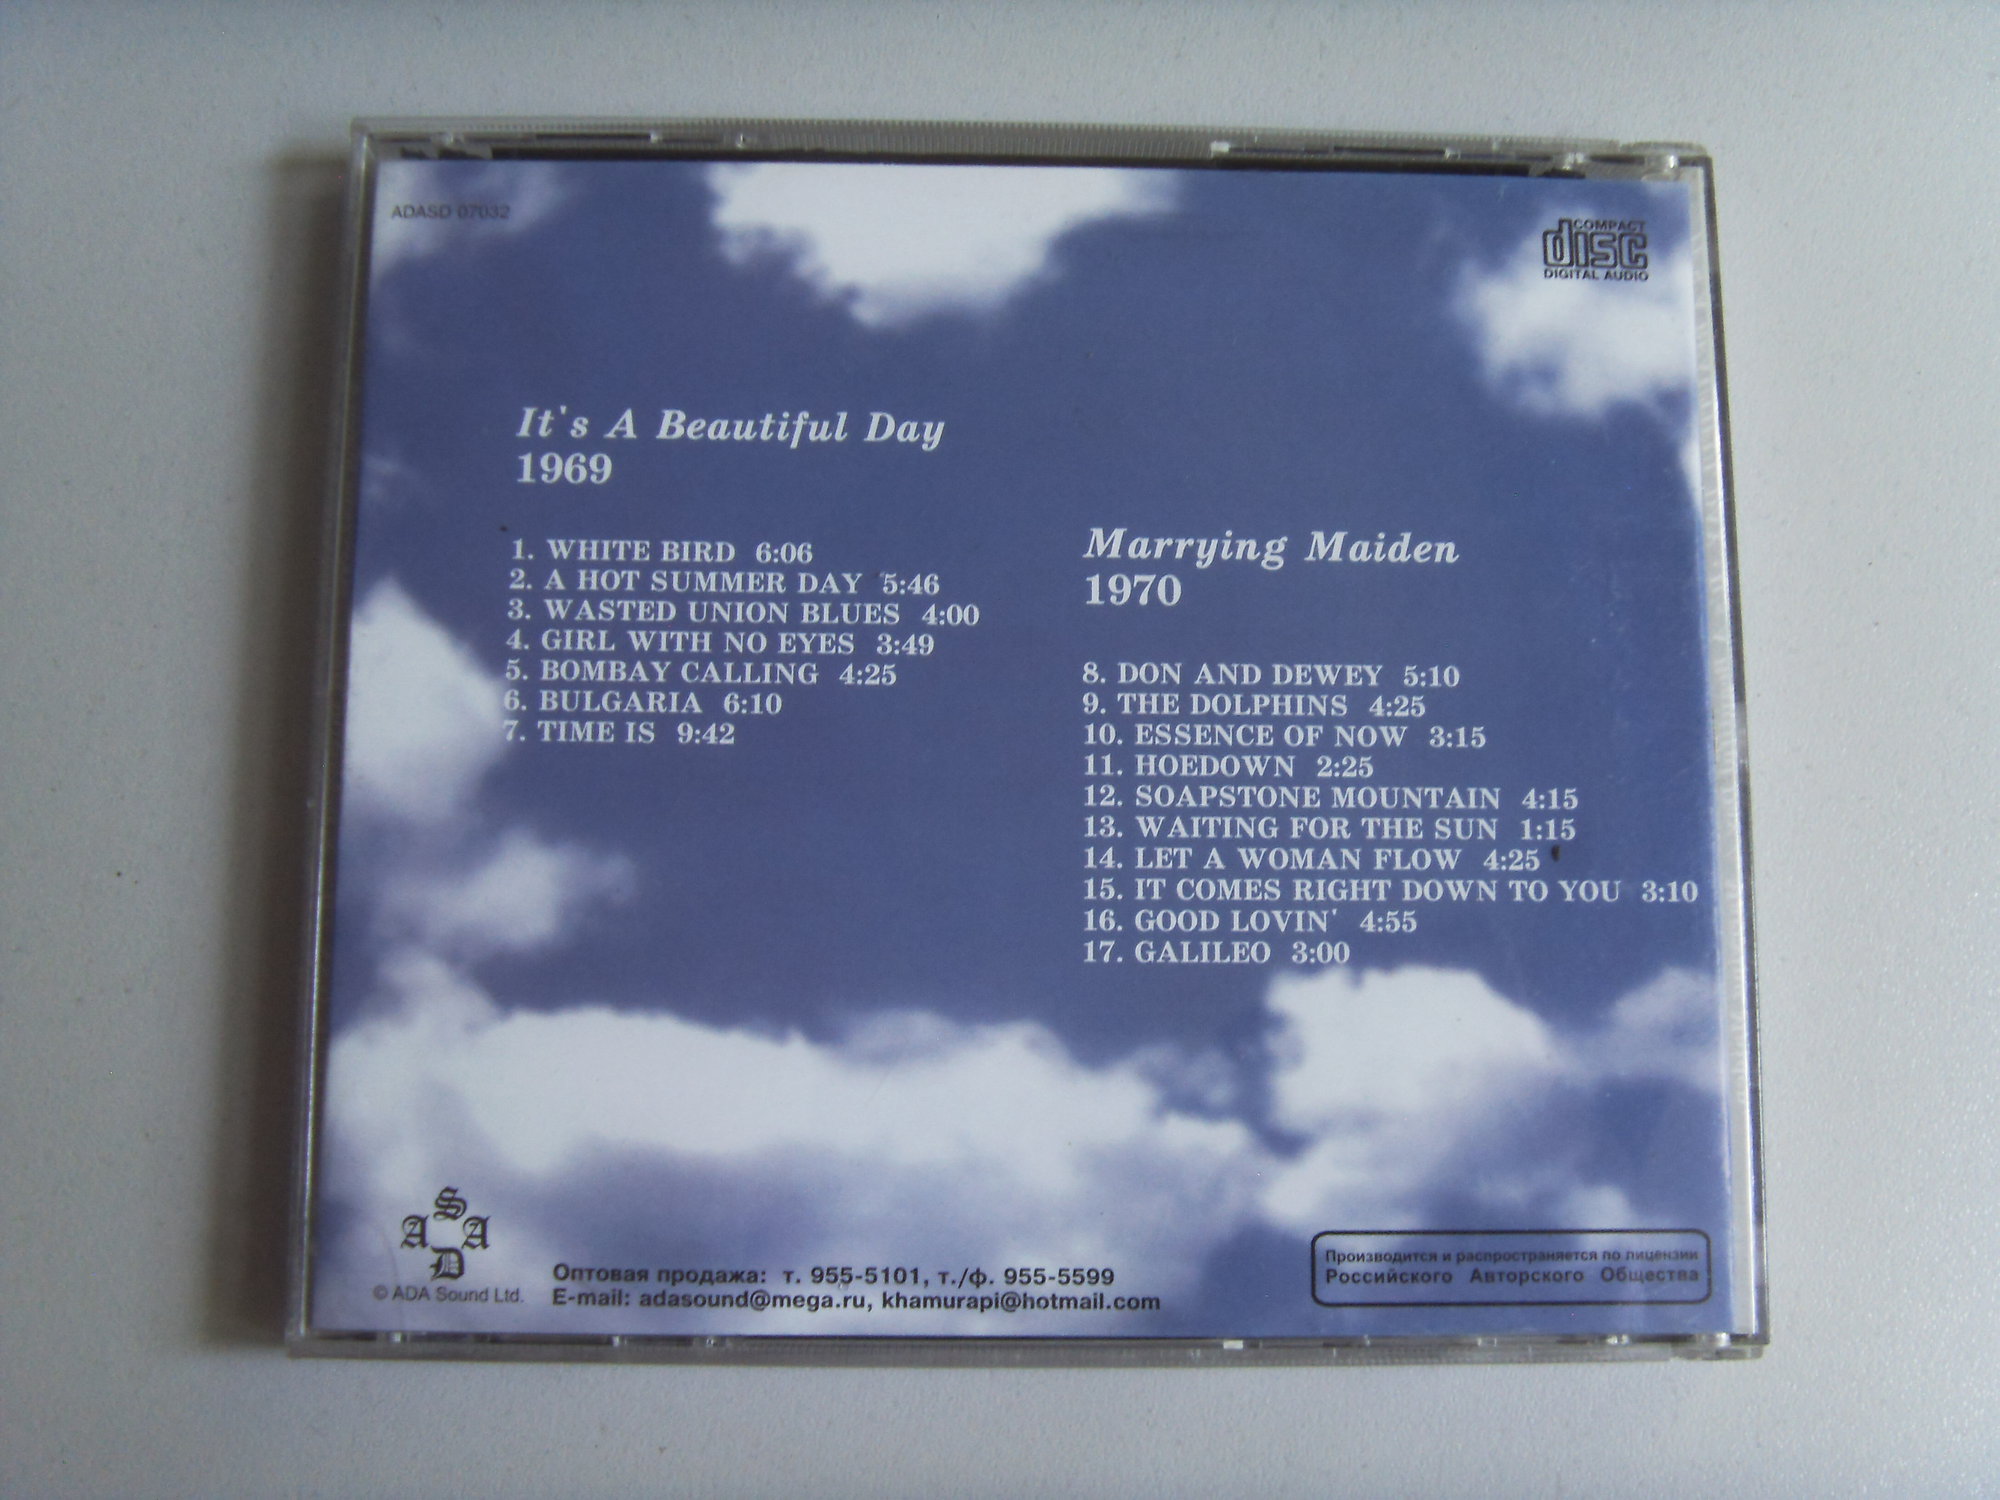 ADASD 07032
COMPACT
disc
DIGITAL AUDIO
It's A Beautiful Day
1969
1. WHITE BIRD 6:06
2. A HOT SUMMER DAY 5:46
3. WASTED UNION BLUES 4:00
4. GIRL WITH NO EYES 3:49
5. BOMBAY CALLING 4:25
6. BULGARIA 6:10
7. TIME IS 9:42
Marrying Maiden
1970
8. DON AND DEWEY 5:10
9. THE DOLPHINS 4:25
10. ESSENCE OF NOW 3:15
11. HOEDOWN 2:25
12. SOAPSTONE MOUNTAIN 4:15
13. WAITING FOR THE SUN 1:15
14. LET A WOMAN FLOW 4:25
15. IT COMES RIGHT DOWN TO YOU 3:10
16. GOOD LOVIN' 4:55
17. GALILEO 3:00
S
A A
D
© ADA Sound Ltd.
Оптовая продажа: т. 955-5101, т./ф. 955-5599
E-mail: adasound@mega.ru, khamurapi@hotmail.com
Производится и распространяется по лицензии
Российского Авторского Общества